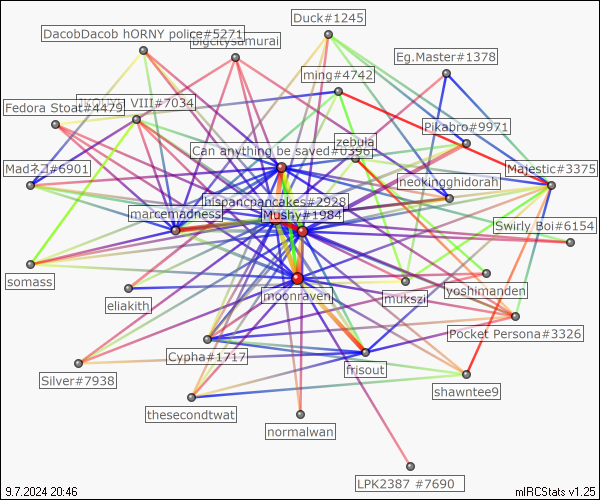 Duck#1245
DacobDacob hORNY police#5271
bigcitysamurai
Eg.Master#1378
ming#4742
Fedora Stoat#4479
VIII#7034
Pikabro#9971
zebula
Can anything be saved#0396
Madネコ#6901
Majestic#3375
neokingghidorah
hispancpancakes#2928
marcemadness
Mushy#1984
Swirly Boi#6154
somass
yoshinanden
moonraven
mukszi
eliakith
Pocket Persona#3326
Cypha#1717
frisout
Silver#7938
shawntee9
thesecondtwat
normalwan
LPK2387 #7690
9.7.2024 20:46
mIRCStats v1.25